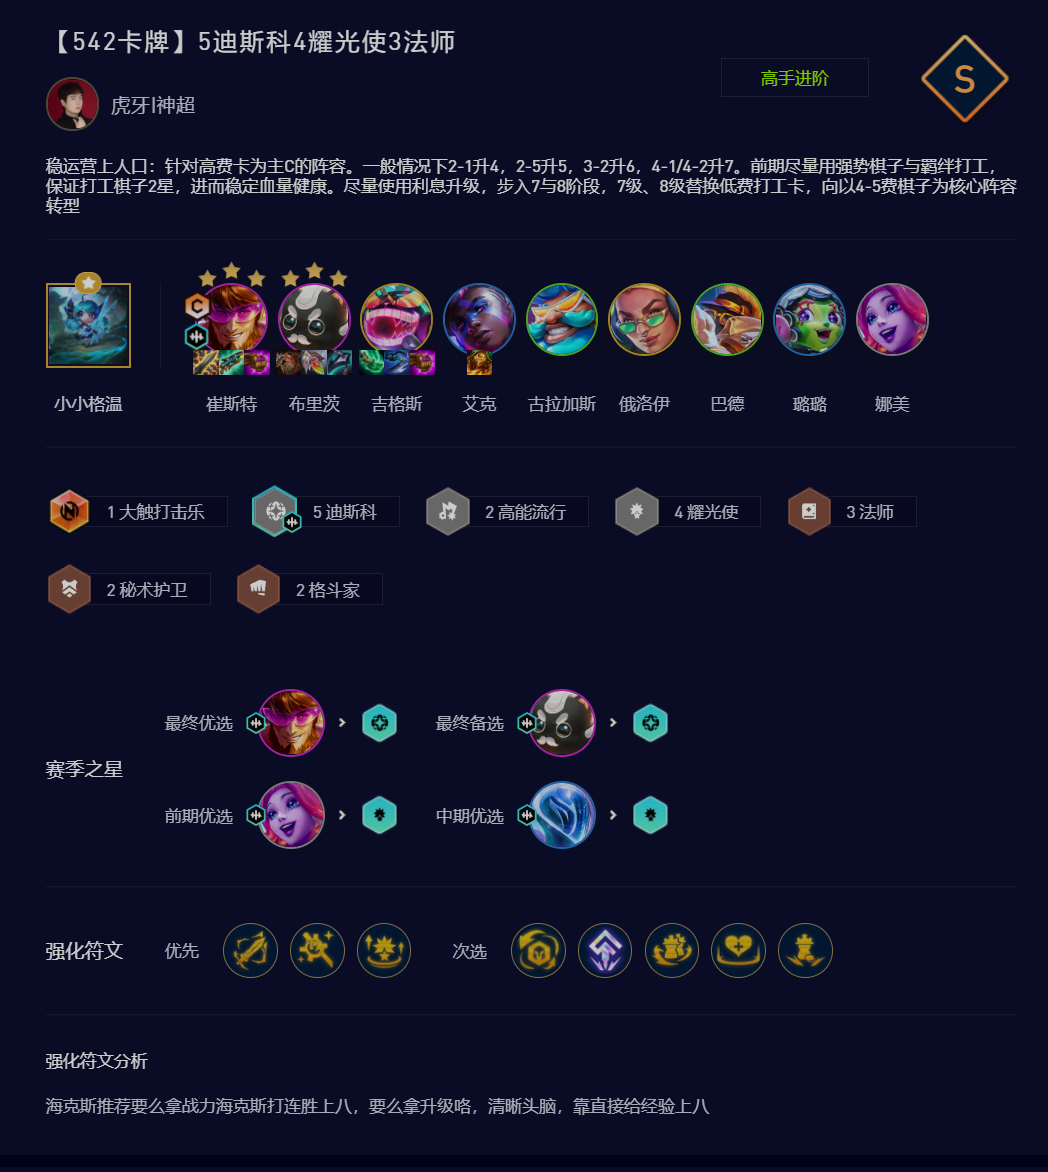 【542卡牌】5迪斯科4耀光使3法师
高手进阶
S
虎牙l神超
稳运营上人口：针对高费卡为主C的阵容。一般情况下2-1升4，2-5升5，3-2升6，4-1/4-2升7。前期尽量用强势棋子与羁绊打工，
保证打工棋子2星，进而稳定血量健康。尽量使用利息升级，步入7与8阶段，7级、8级替换低费打工卡，向以4-5费棋子为核心阵容
转型
小小格温 崔斯特 布里茨 吉格斯 艾克 古拉加斯 俄洛伊 巴德 璐璐 娜美
1 大触打击乐 5 迪斯科 2 高能流行 4 耀光使 3 法师
2 秘术护卫 2 格斗家
赛季之星
最终优选 最终备选
前期优选 中期优选
强化符文 优先 次选
强化符文分析
海克斯推荐要么拿战力海克斯打连胜上八，要么拿升级咯，清晰头脑，靠直接给经验上八